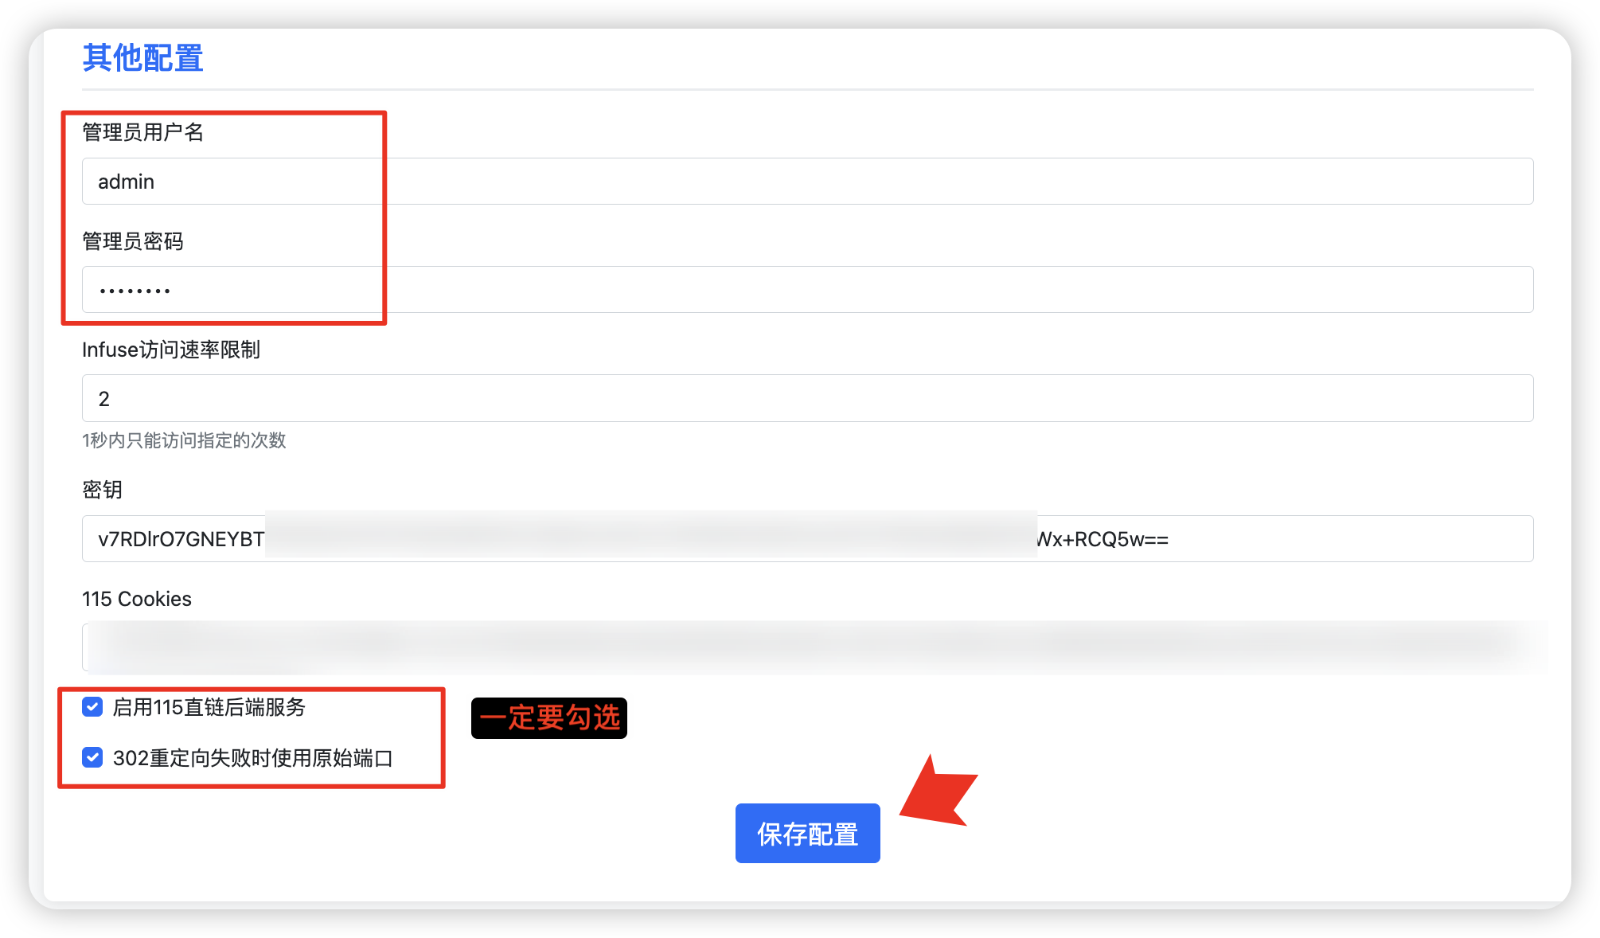 其他配置
管理员用户名
admin
管理员密码
••••••••
Infuse访问速率限制
2
1秒内只能访问指定的次数
密钥
v7RDlrO7GNEYBT Wx+RCQ5w==
115 Cookies
启用115直链后端服务
一定要勾选
302重定向失败时使用原始端口
保存配置